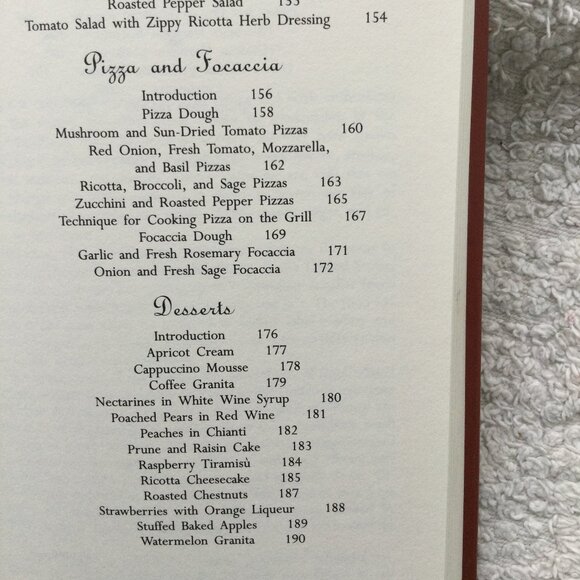 Roasted Pepper Salad 153
Tomato Salad with Zippy Ricotta Herb Dressing 154
Pizza and Focaccia
Introduction 156
Pizza Dough 158
Mushroom and Sun-Dried Tomato Pizzas 160
Red Onion, Fresh Tomato, Mozzarella,
and Basil Pizzas 162
Ricotta, Broccoli, and Sage Pizzas 163
Zucchini and Roasted Pepper Pizzas 165
Technique for Cooking Pizza on the Grill 167
Focaccia Dough 169
Garlic and Fresh Rosemary Focaccia 171
Onion and Fresh Sage Focaccia 172
Desserts
Introduction 176
Apricot Cream 177
Cappuccino Mousse 178
Coffee Granita 179
Nectarines in White Wine Syrup 180
Poached Pears in Red Wine 181
Peaches in Chianti 182
Prune and Raisin Cake 183
Raspberry Tiramisù 184
Ricotta Cheesecake 185
Roasted Chestnuts 187
Strawberries with Orange Liqueur 188
Stuffed Baked Apples 189
Watermelon Granita 190